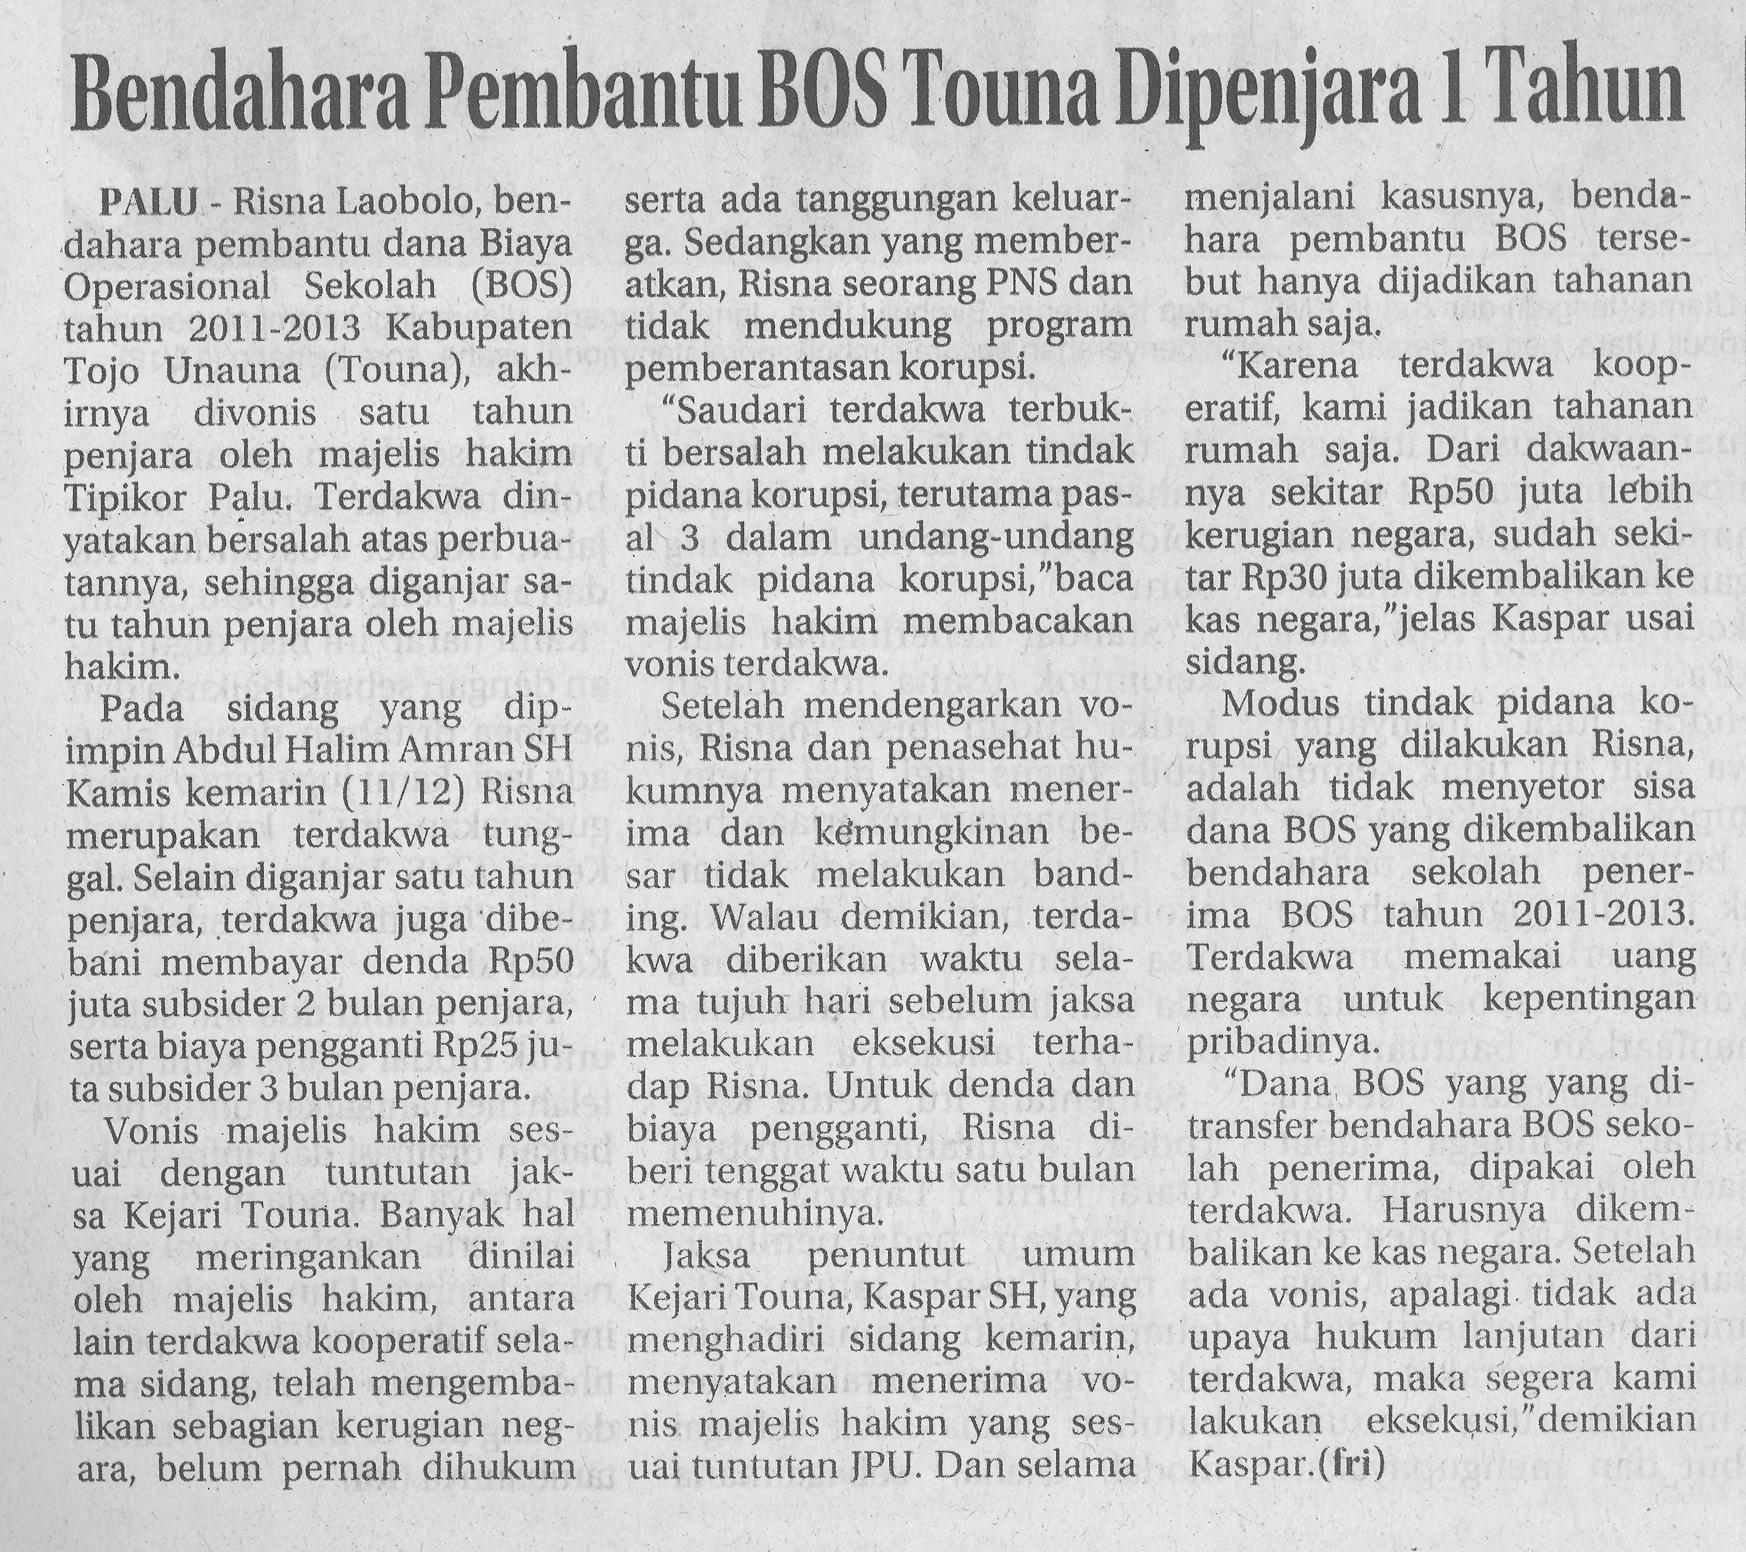 Bendahara Pembantu BOS Touna Dipenjara 1 Tahun
PALU - Risna Laobolo, ben-
dahara pembantu dana Biaya
Operasional Sekolah (BOS)
tahun 2011-2013 Kabupaten
Tojo Unauna (Touna), akh-
irnya divonis satu tahun
penjara oleh majelis hakim
Tipikor Palu. Terdakwa din-
yatakan bersalah atas perbua-
tannya, sehingga diganjar sa-
tu tahun penjara oleh majelis
hakim.
Pada sidang yang dip-
impin Abdul Halim Amran SH
Kamis kemarin (11/12) Risna
merupakan terdakwa tung-
gal. Selain diganjar satu tahun
penjara, terdakwa juga dibe-
bani membayar denda Rp50
juta subsider 2 bulan penjara,
serta biaya pengganti Rp25 ju-
ta subsider 3 bulan penjara.
Vonis majelis hakim ses-
uai dengan tuntutan jak-
sa Kejari Touna. Banyak hal
yang meringankan dinilai
oleh majelis hakim, antara
lain terdakwa kooperatif sela-
ma sidang, telah mengemba-
likan sebagian kerugian neg-
ara, belum pernah dihukum
serta ada tanggungan keluar-
ga. Sedangkan yang member-
atkan, Risna seorang PNS dan
tidak mendukung program
pemberantasan korupsi.
“Saudari terdakwa terbuk-
ti bersalah melakukan tindak
pidana korupsi, terutama pas-
al 3 dalam undang-undang
tindak pidana korupsi,”baca
majelis hakim membacakan
vonis terdakwa.
Setelah mendengarkan vo-
nis, Risna dan penasehat hu-
kumnya menyatakan mener-
ima dan kemungkinan be-
sar tidak melakukan band-
ing. Walau demikian, terda-
kwa diberikan waktu sela-
ma tujuh hari sebelum jaksa
melakukan eksekusi terha-
dap Risna. Untuk denda dan
biaya pengganti, Risna di-
beri tenggat waktu satu bulan
memenuhinya.
Jaksa penuntut umum
Kejari Touna, Kaspar SH, yang
menghadiri sidang kemarin,
menyatakan menerima vo-
nis majelis hakim yang ses-
uai tuntutan JPU. Dan selama
menjalani kasusnya, benda-
hara pembantu BOS terse-
but hanya dijadikan tahanan
rumah saja.
“Karena terdakwa koop-
eratif, kami jadikan tahanan
rumah saja. Dari dakwaan-
nya sekitar Rp50 juta lebih
kerugian negara, sudah seki-
tar Rp30 juta dikembalikan ke
kas negara,”jelas Kaspar usai
sidang.
Modus tindak pidana ko-
rupsi yang dilakukan Risna,
adalah tidak menyetor sisa
dana BOS yang dikembalikan
bendahara sekolah pener-
ima BOS tahun 2011-2013.
Terdakwa memakai uang
negara untuk kepentingan
pribadinya.
“Dana BOS yang yang di-
transfer bendahara BOS seko-
lah penerima, dipakai oleh
terdakwa. Harusnya dikem-
balikan ke kas negara. Setelah
ada vonis, apalagi tidak ada
upaya hukum lanjutan dari
terdakwa, maka segera kami
lakukan eksekusi,”demikian
Kaspar.(fri)